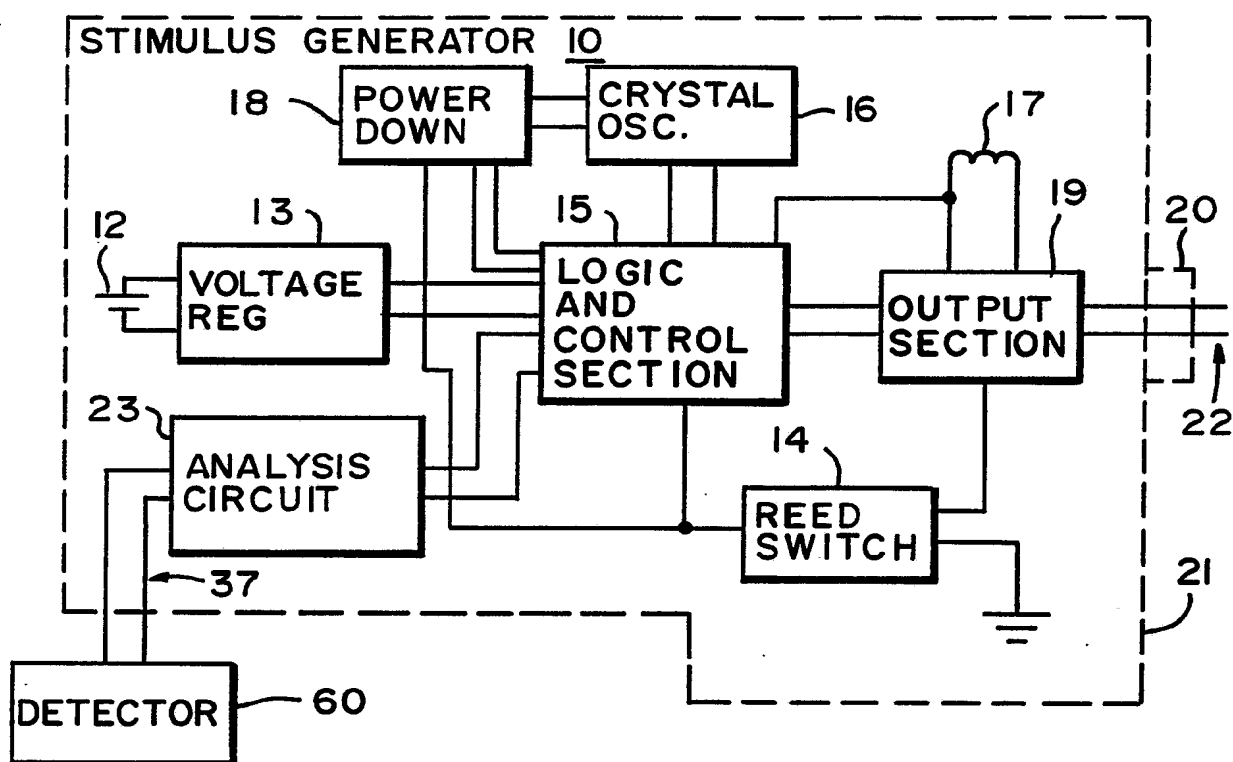 STIMULUS GENERATOR 10
18
POWER
DOWN
CRYSTAL
OSC.
16
17
12
13
VOLTAGE
REG
15
LOGIC
AND
CONTROL
SECTION
19
OUTPUT
SECTION
20
22
23
ANALYSIS
CIRCUIT
14
REED
SWITCH
37
21
DETECTOR
60